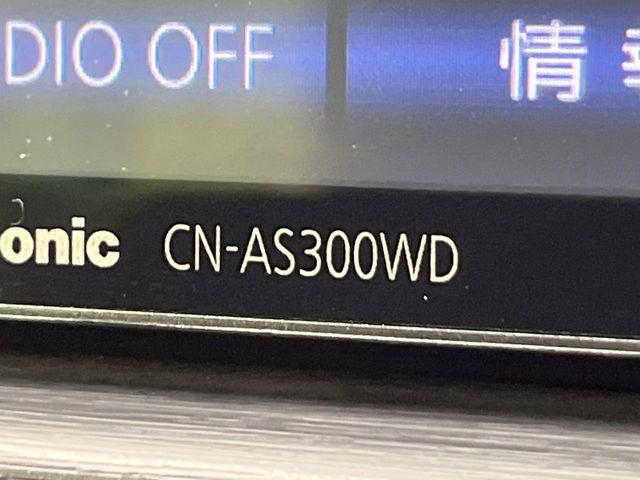 DIO OFF
情
onic CN-AS300WD